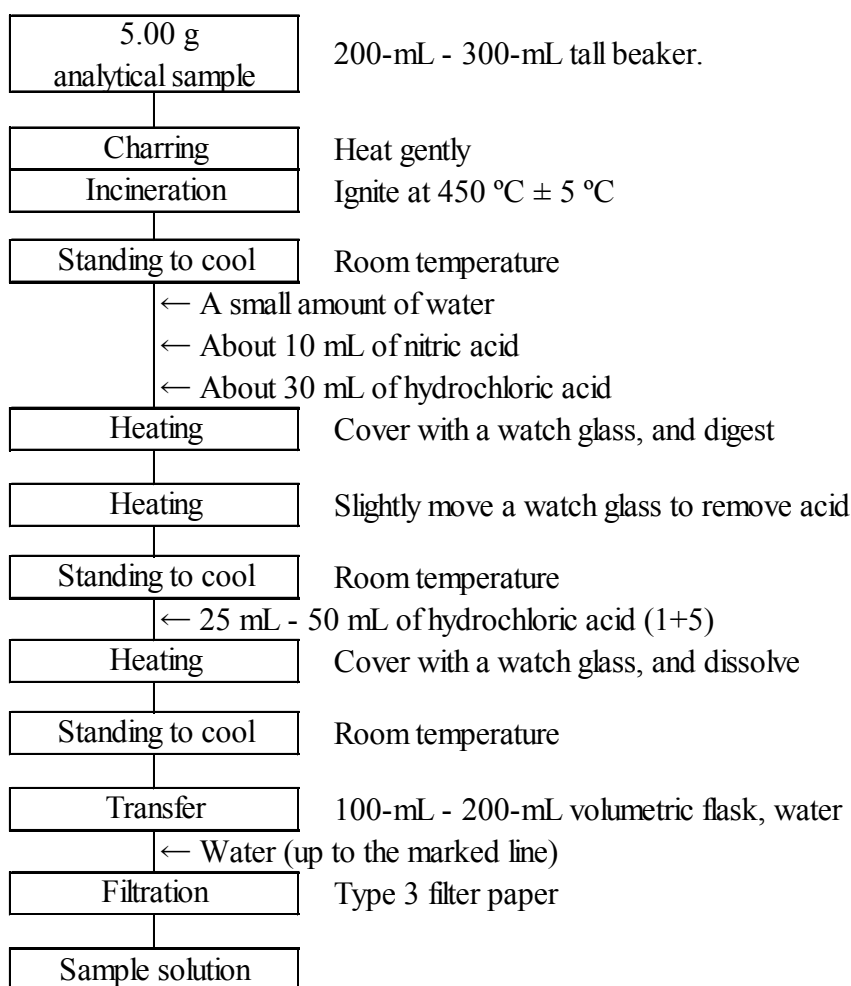 5.00 g
analytical sample
200-mL - 300-mL tall beaker.
Charring
Heat gently
Incineration
Ignite at 450 ºC ± 5 ºC
Standing to cool
Room temperature
← A small amount of water
← About 10 mL of nitric acid
← About 30 mL of hydrochloric acid
Heating
Cover with a watch glass, and digest
Heating
Slightly move a watch glass to remove acid
Standing to cool
Room temperature
← 25 mL - 50 mL of hydrochloric acid (1+5)
Heating
Cover with a watch glass, and dissolve
Standing to cool
Room temperature
Transfer
100-mL - 200-mL volumetric flask, water
← Water (up to the marked line)
Filtration
Type 3 filter paper
Sample solution